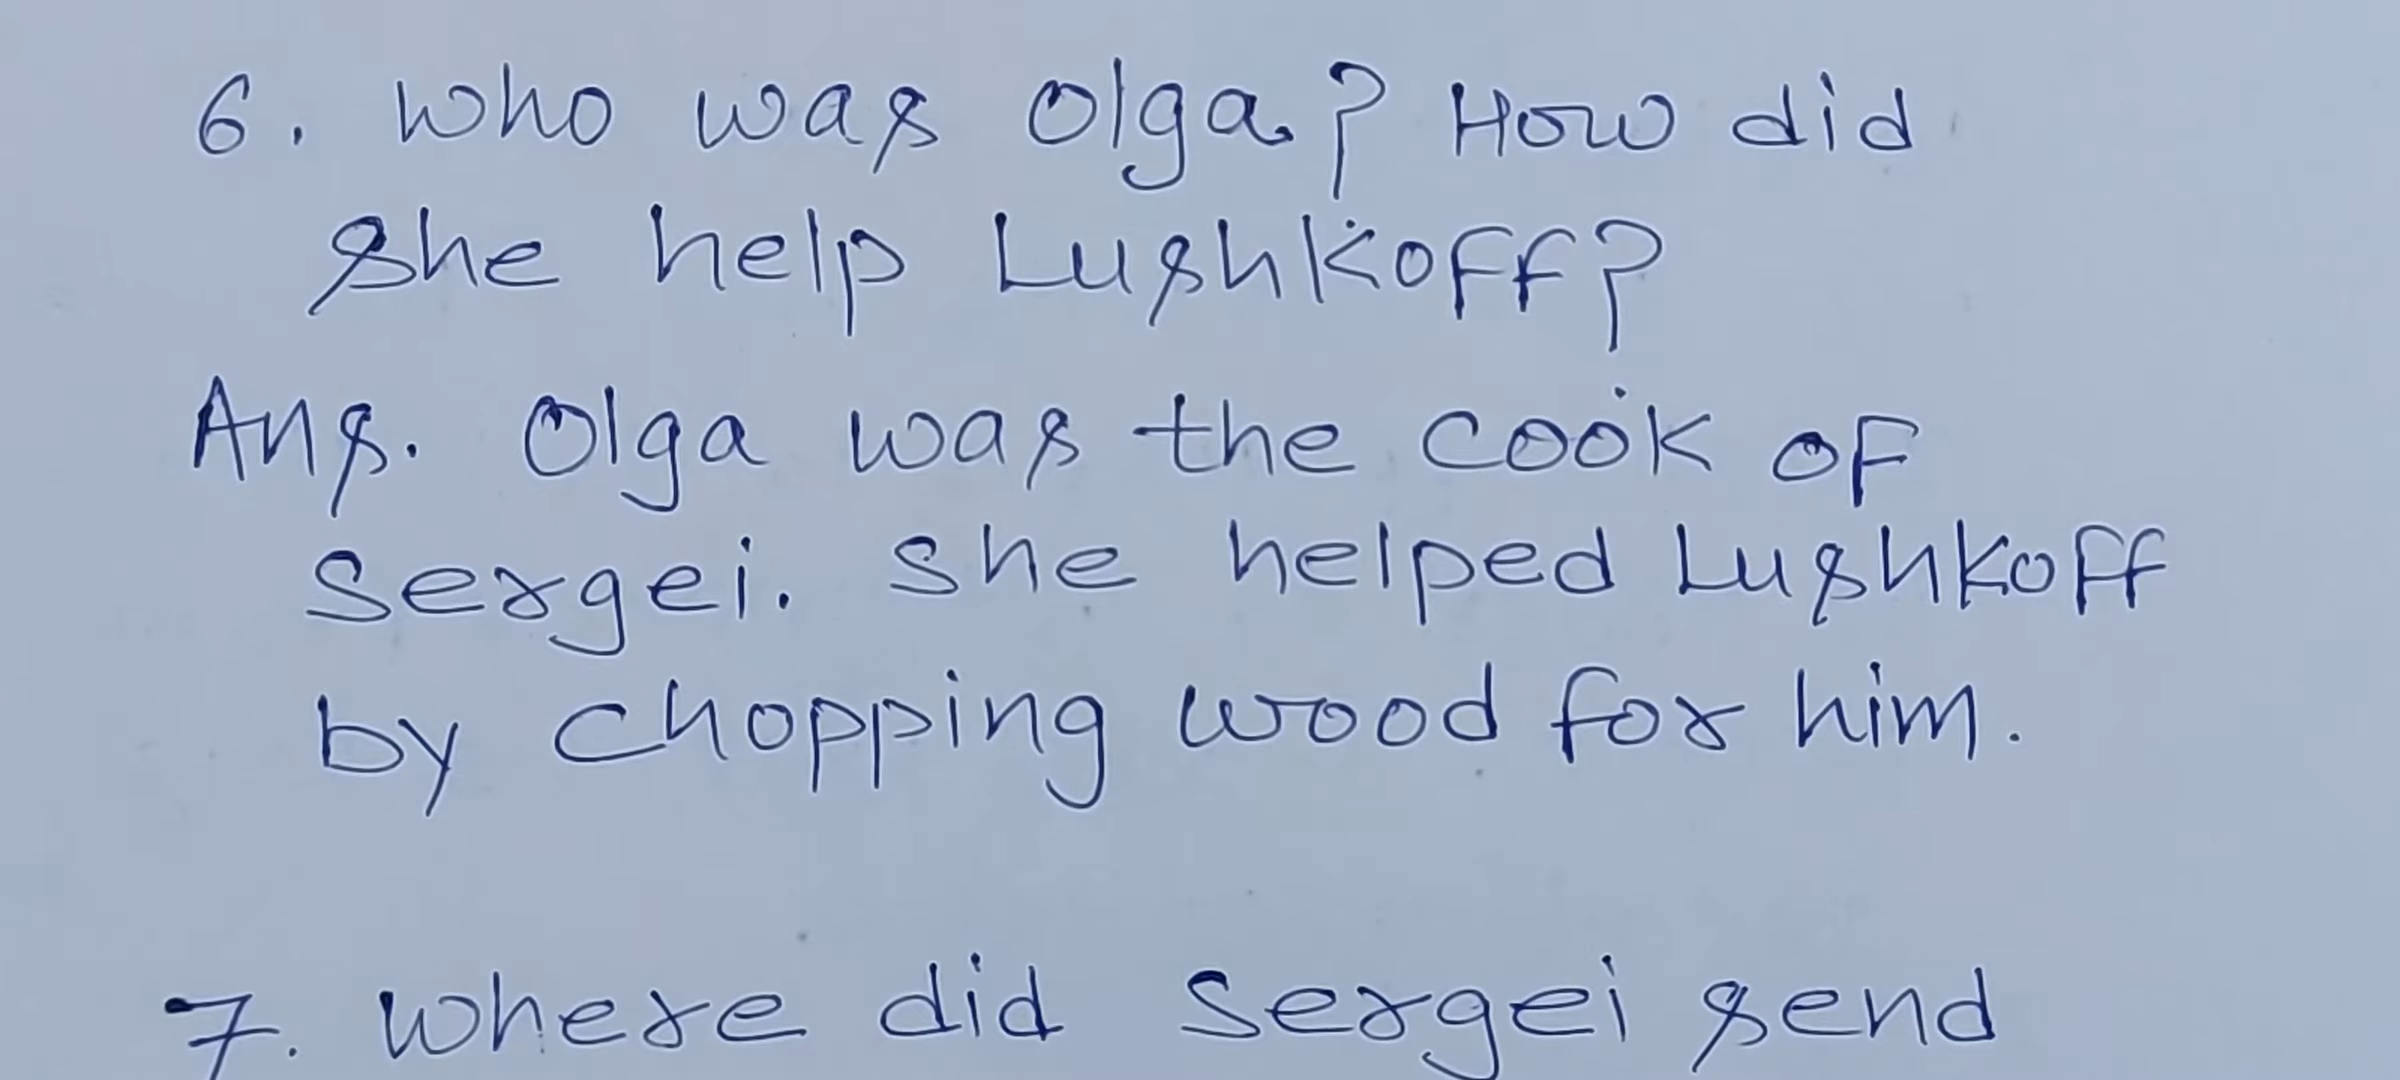 6. Who was Olga? How did
she help Lushkoff?
Ans. Olga was the cook of
Sergei. She helped Lushkoff
by chopping wood for him.
7. Where did Sergei send